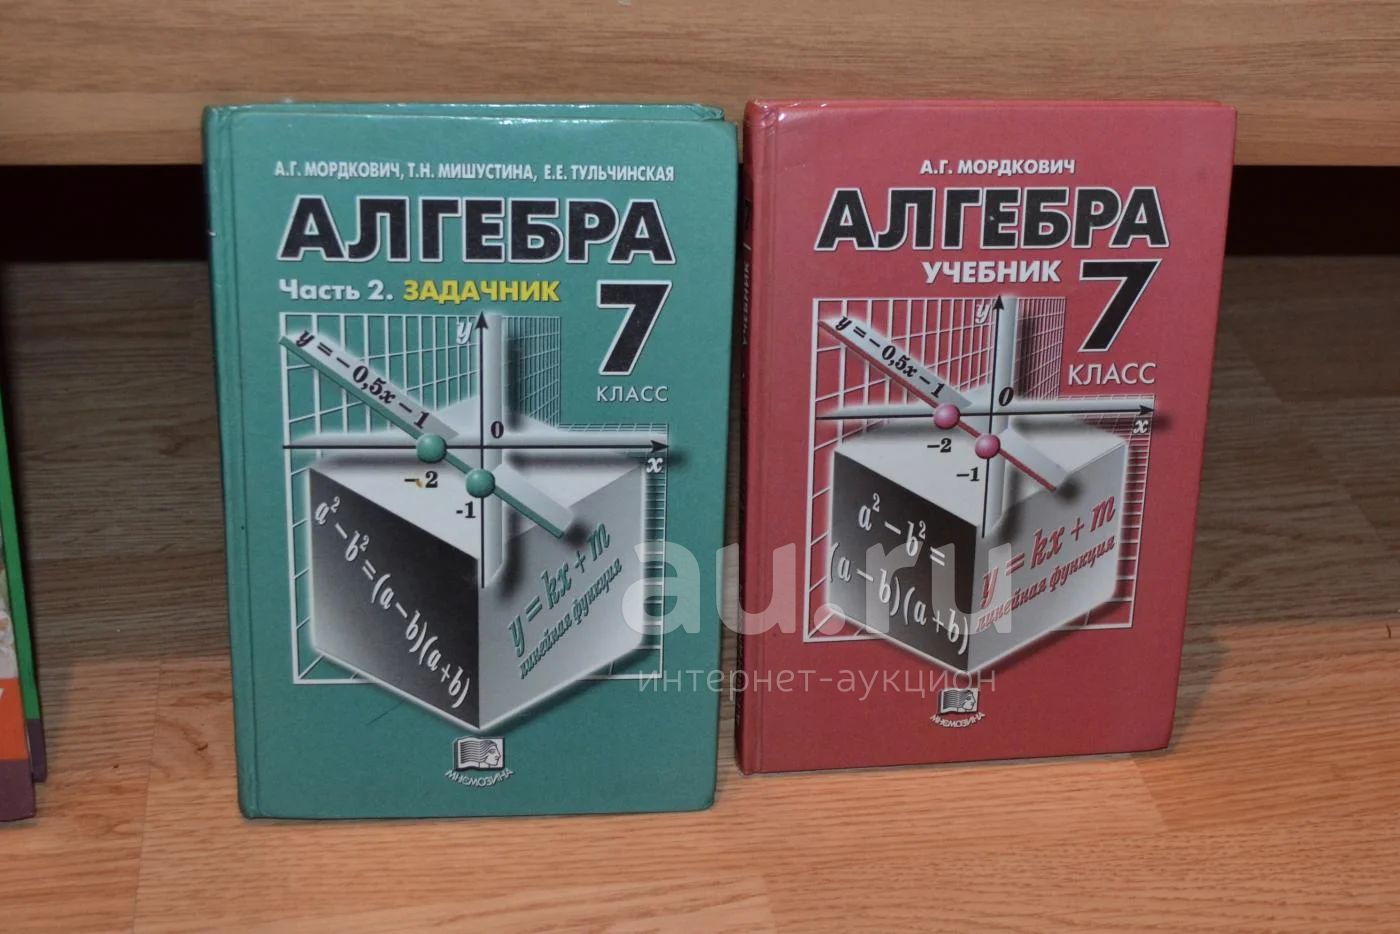 А.Г. МОРДКОВИЧ, Т.Н. МИШУСТИНА, Е.Е. ТУЛЬЧИНСКАЯ
АЛГЕБРА
Часть 2. ЗАДАЧНИК
7
КЛАСС
y
y = −0,5x − 1
0
x
−2
-1
a² − b² = (a − b)(a + b)
y = kx + m
линейная функция
МНЕМОЗИНА
А.Г. МОРДКОВИЧ
АЛГЕБРА
УЧЕБНИК
7
КЛАСС
y
y = −0,5x − 1
0
x
−2
−1
a² − b² =
(a − b)(a + b)
y = kx + m
линейная функция
МНЕМОЗИНА
au.ru
интернет-аукцион